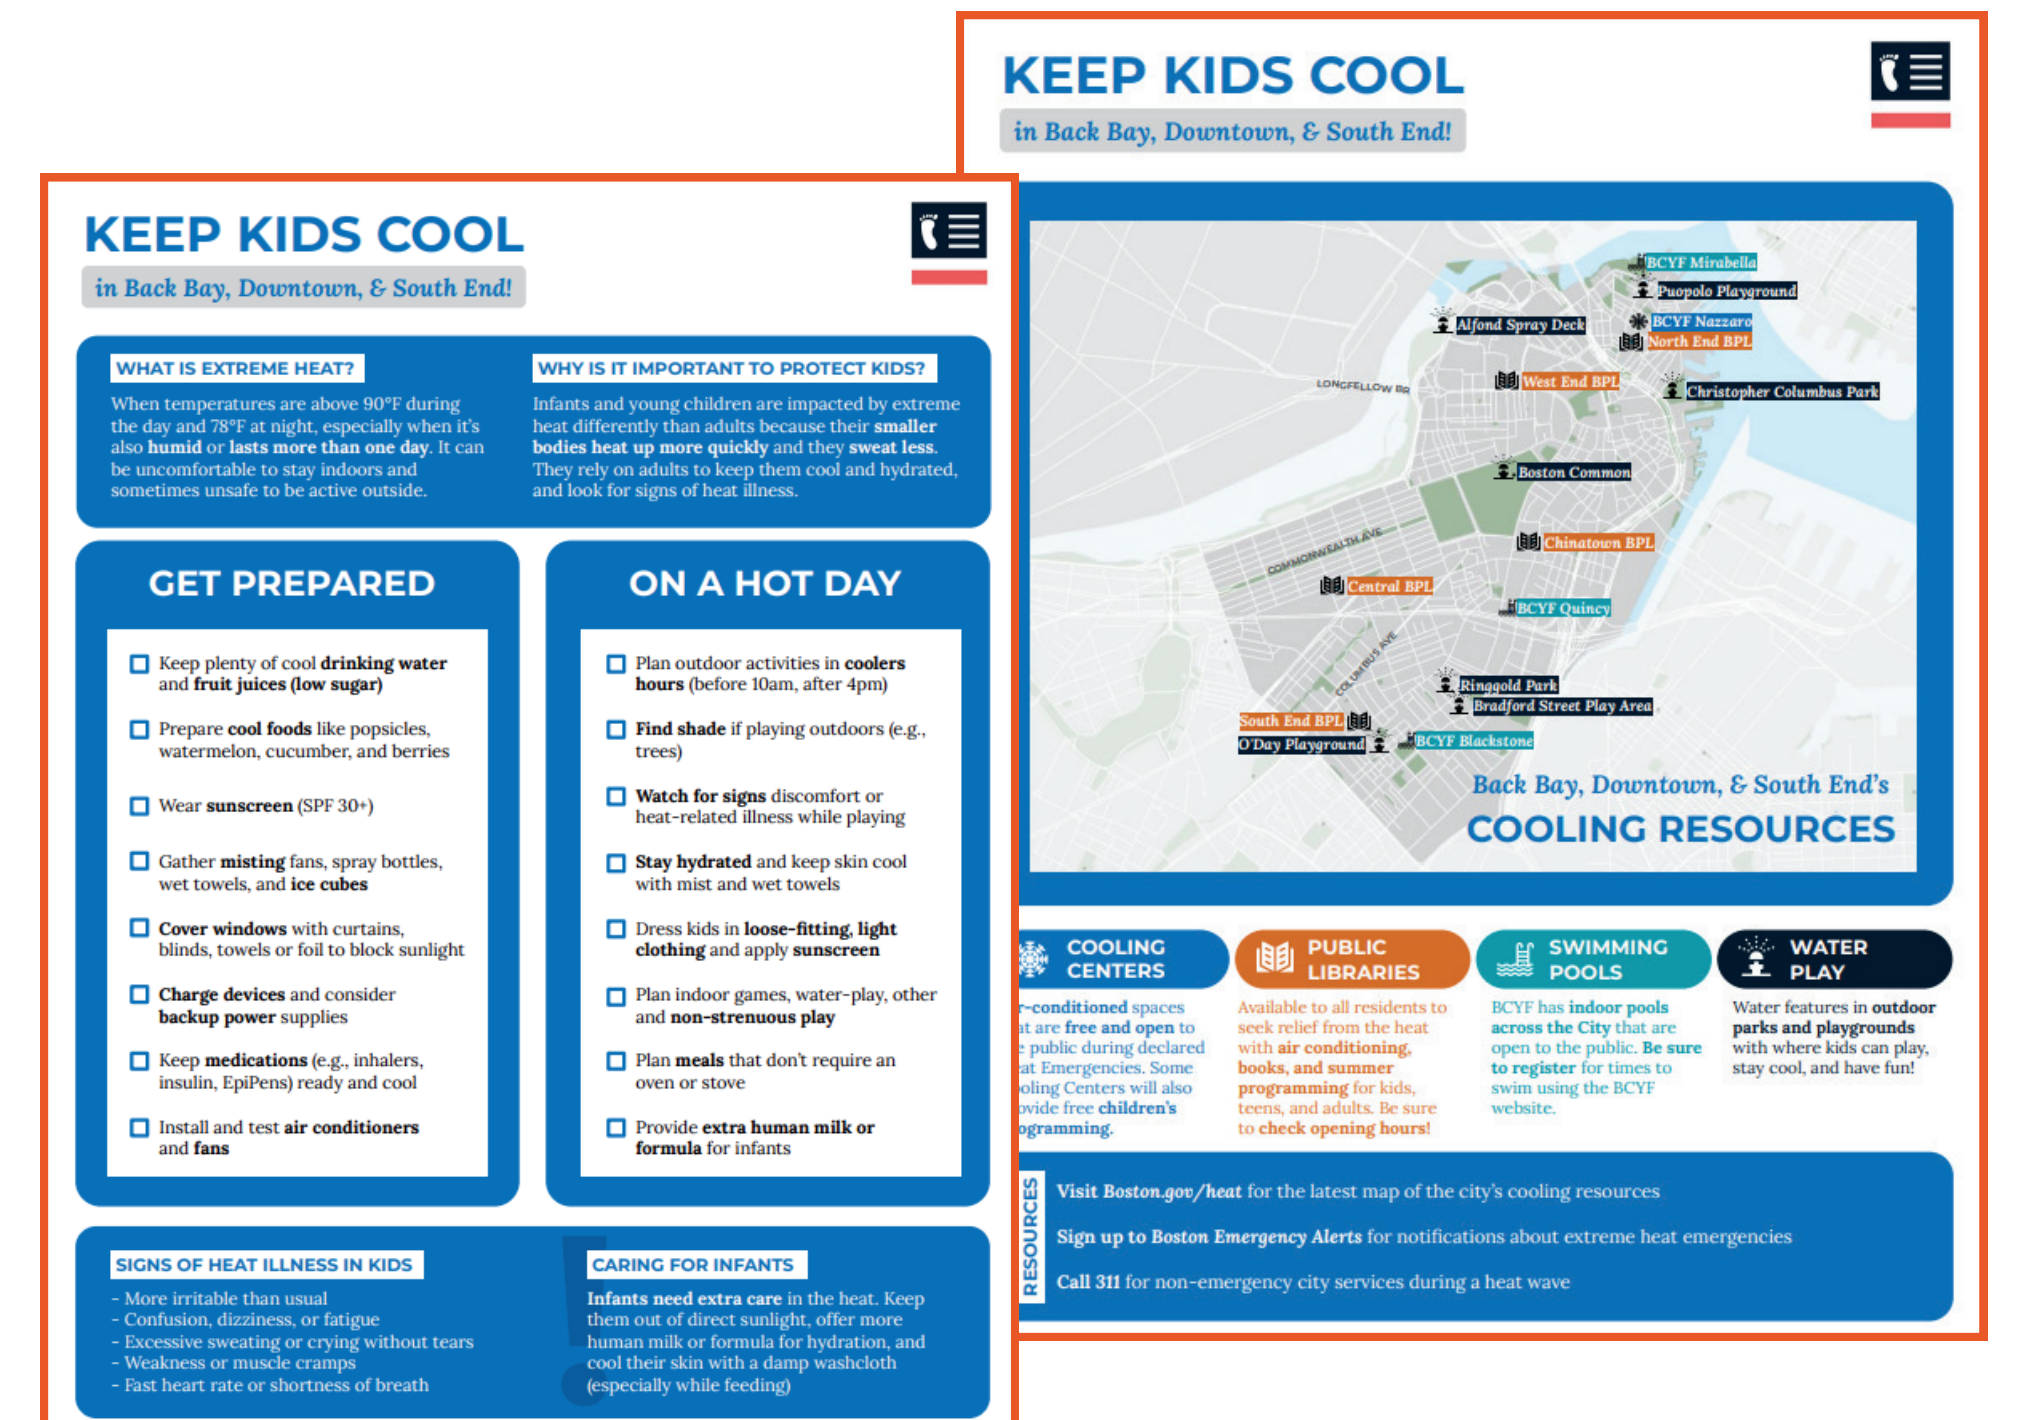 KEEP KIDS COOL
in Back Bay, Downtown, & South End!
WHAT IS EXTREME HEAT?
When temperatures are above 90°F during
the day and 78°F at night, especially when it's
also humid or lasts more than one day. It can
be uncomfortable to stay indoors and
sometimes unsafe to be active outside.
WHY IS IT IMPORTANT TO PROTECT KIDS?
Infants and young children are impacted by extreme
heat differently than adults because their smaller
bodies heat up more quickly and they sweat less.
They rely on adults to keep them cool and hydrated,
and look for signs of heat illness.
GET PREPARED
Keep plenty of cool drinking water
and fruit juices (low sugar)
Prepare cool foods like popsicles,
watermelon, cucumber, and berries
Wear sunscreen (SPF 30+)
Gather misting fans, spray bottles,
wet towels, and ice cubes
Cover windows with curtains,
blinds, towels or foil to block sunlight
Charge devices and consider
backup power supplies
Keep medications (e.g., inhalers,
insulin, EpiPens) ready and cool
Install and test air conditioners
and fans
ON A HOT DAY
Plan outdoor activities in coolers
hours (before 10am, after 4pm)
Find shade if playing outdoors (e.g.,
trees)
Watch for signs discomfort or
heat-related illness while playing
Stay hydrated and keep skin cool
with mist and wet towels
Dress kids in loose-fitting, light
clothing and apply sunscreen
Plan indoor games, water-play, other
and non-strenuous play
Plan meals that don't require an
oven or stove
Provide extra human milk or
formula for infants
SIGNS OF HEAT ILLNESS IN KIDS
- More irritable than usual
- Confusion, dizziness, or fatigue
- Excessive sweating or crying without tears
- Weakness or muscle cramps
- Fast heart rate or shortness of breath
!
CARING FOR INFANTS
Infants need extra care in the heat. Keep
them out of direct sunlight, offer more
human milk or formula for hydration, and
cool their skin with a damp washcloth
(especially while feeding)
KEEP KIDS COOL
in Back Bay, Downtown, & South End!
BCYF Mirabella
Puopolo Playground
Alfond Spray Deck
BCYF Nazzaro
North End BPL
LONGFELLOW BR
West End BPL
Christopher Columbus Park
Boston Common
COMMONWEALTH AVE
Chinatown BPL
Central BPL
BCYF Quincy
COLUMBUS AVE
Ringgold Park
Bradford Street Play Area
South End BPL
O'Day Playground
BCYF Blackstone
Back Bay, Downtown, & South End's
COOLING RESOURCES
COOLING
CENTERS
r-conditioned spaces
at are free and open to
e public during declared
at Emergencies. Some
oling Centers will also
ovide free children's
ogramming.
PUBLIC
LIBRARIES
Available to all residents to
seek relief from the heat
with air conditioning,
books, and summer
programming for kids,
teens, and adults. Be sure
to check opening hours!
SWIMMING
POOLS
BCYF has indoor pools
across the City that are
open to the public. Be sure
to register for times to
swim using the BCYF
website.
WATER
PLAY
Water features in outdoor
parks and playgrounds
with where kids can play,
stay cool, and have fun!
RESOURCES
Visit Boston.gov/heat for the latest map of the city's cooling resources
Sign up to Boston Emergency Alerts for notifications about extreme heat emergencies
Call 311 for non-emergency city services during a heat wave